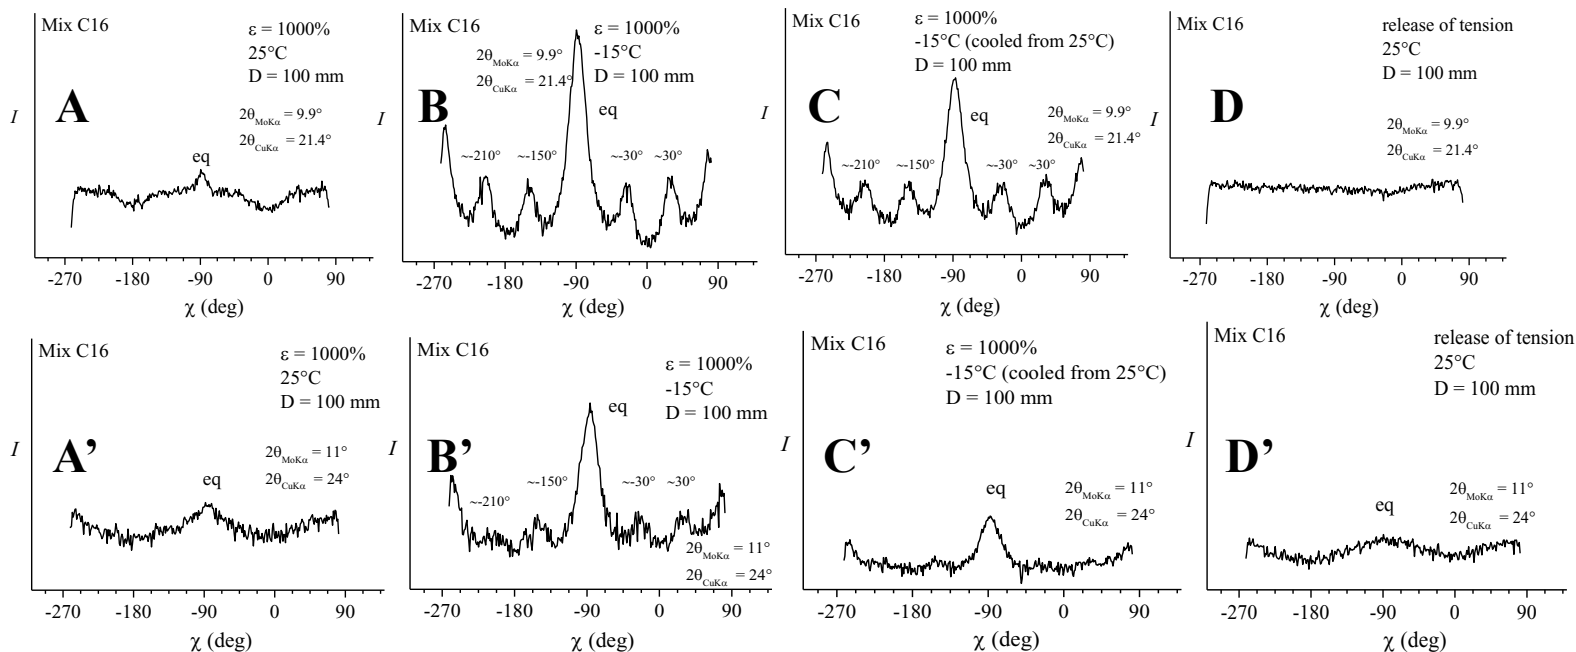 Mix C16
ε = 1000%
25°C
D = 100 mm
A
2θMoKα = 9.9°
2θCuKα = 21.4°
eq
I
-270 -180 -90 0 90
χ (deg)
Mix C16
ε = 1000%
-15°C
D = 100 mm
2θMoKα = 9.9°
2θCuKα = 21.4°
B
eq
~-210° ~-150° ~-30° ~30°
I
-270 -180 -90 0 90
χ (deg)
Mix C16
ε = 1000%
-15°C (cooled from 25°C)
D = 100 mm
C
eq
2θMoKα = 9.9°
2θCuKα = 21.4°
~-210° ~-150° ~-30° ~30°
I
-270 -180 -90 0 90
χ (deg)
Mix C16
release of tension
25°C
D = 100 mm
D
2θMoKα = 9.9°
2θCuKα = 21.4°
I
-270 -180 -90 0 90
χ (deg)
Mix C16
ε = 1000%
25°C
D = 100 mm
A’
2θMoKα = 11°
2θCuKα = 24°
eq
I
-270 -180 -90 0 90
χ (deg)
Mix C16
ε = 1000%
-15°C
D = 100 mm
eq
B’
~-210° ~-150° ~-30° ~30°
2θMoKα = 11°
2θCuKα = 24°
I
-270 -180 -90 0 90
χ (deg)
Mix C16
ε = 1000%
-15°C (cooled from 25°C)
D = 100 mm
C’
eq
2θMoKα = 11°
2θCuKα = 24°
I
-270 -180 -90 0 90
χ (deg)
Mix C16
release of tension
25°C
D = 100 mm
D’
2θMoKα = 11°
2θCuKα = 24°
eq
I
-270 -180 -90 0 90
χ (deg)